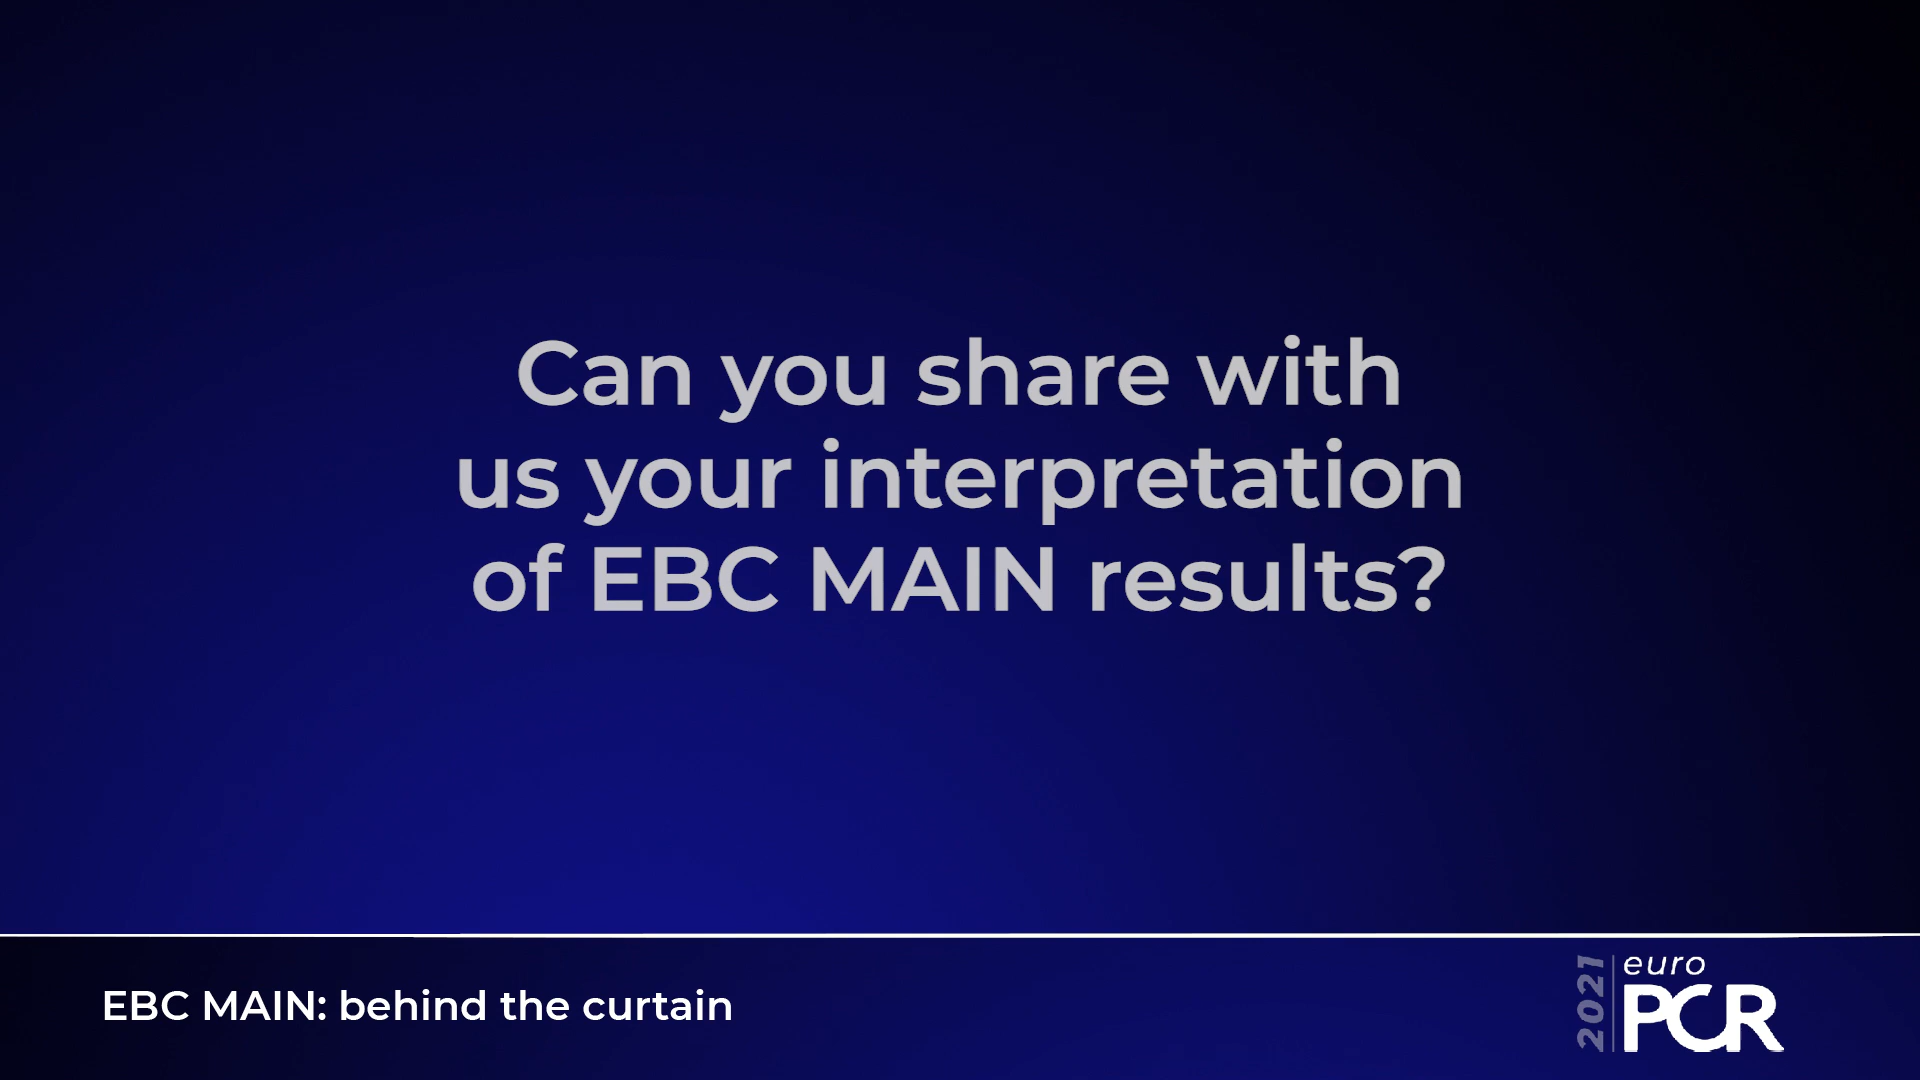 Can you share with
us your interpretation
of EBC MAIN results?
EBC MAIN: behind the curtain
2021
euro
PCR